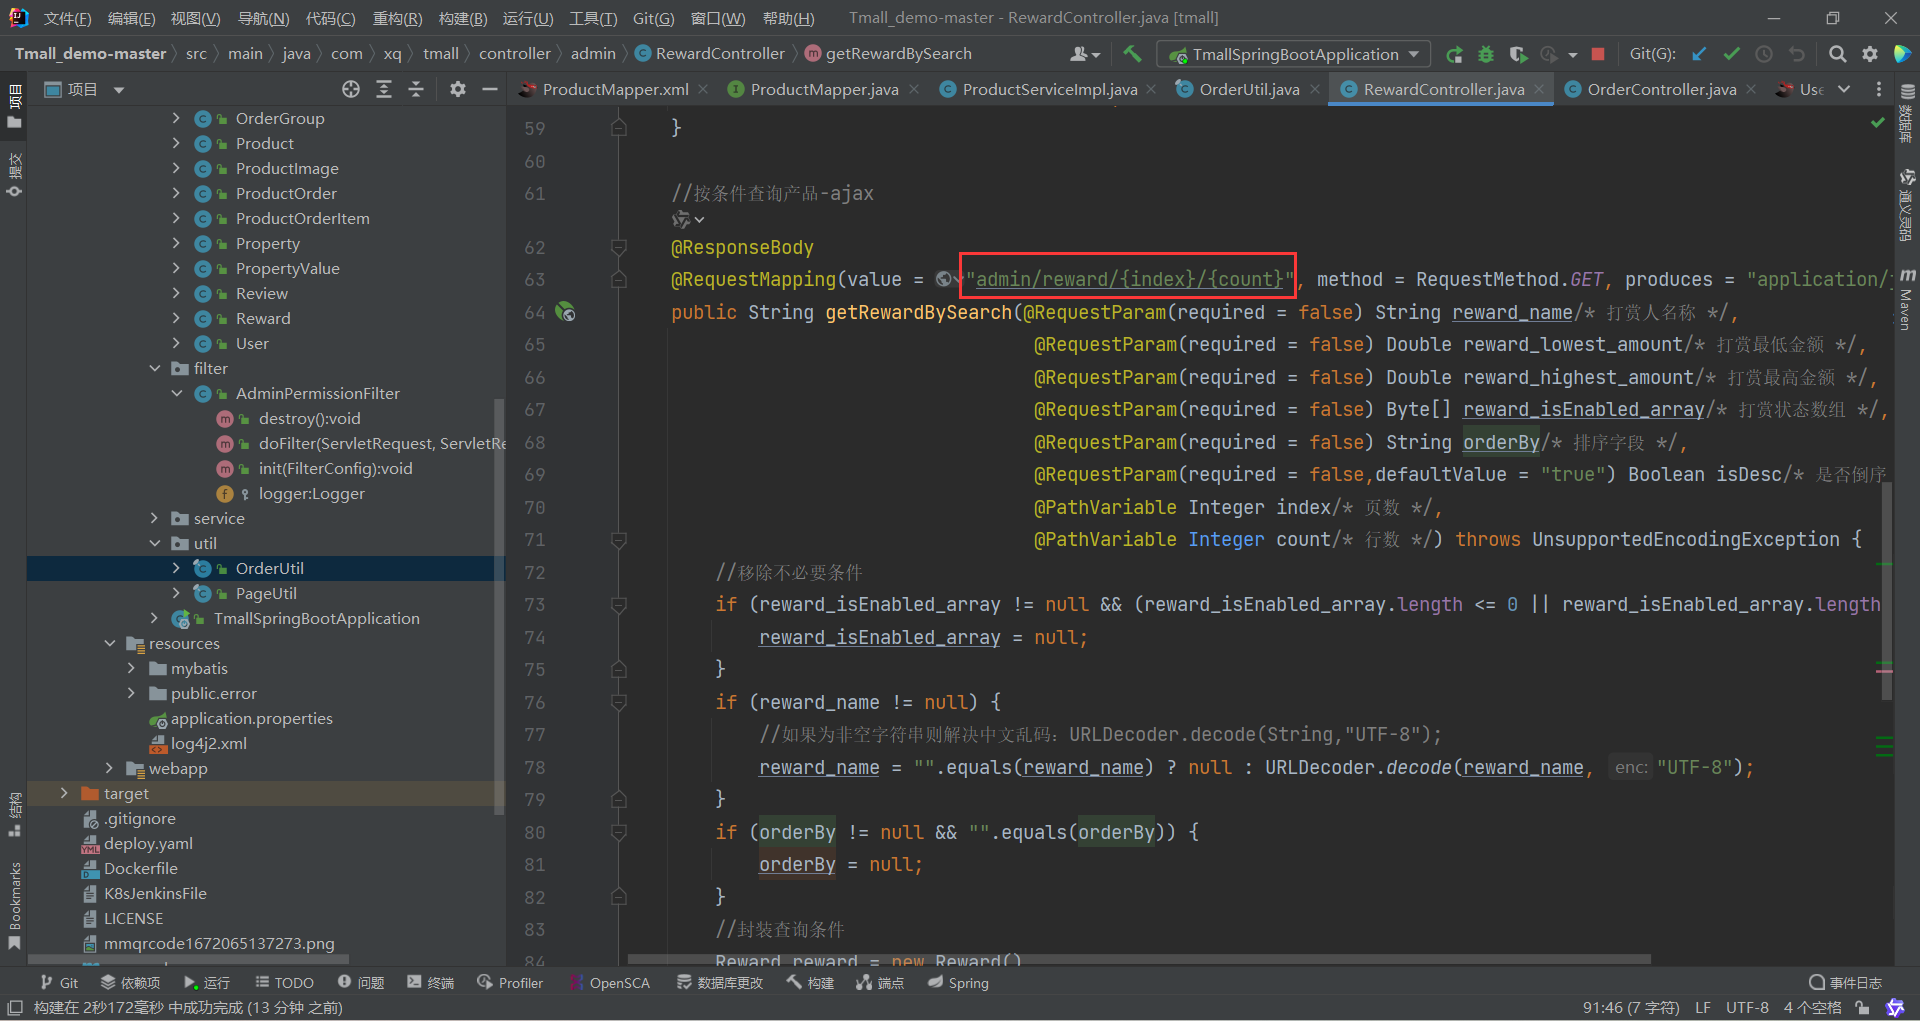 文件(F) 编辑(E) 视图(V) 导航(N) 代码(C) 重构(R) 构建(B) 运行(U) 工具(T) Git(G) 窗口(W) 帮助(H) Tmall_demo-master - RewardController.java [tmall]
Tmall_demo-master src main java com xq tmall controller admin RewardController getRewardBySearch TmallSpringBootApplication Git(G):
项目 ProductMapper.xml ProductMapper.java ProductServiceImpl.java OrderUtil.java RewardController.java OrderController.java Use
项目
提交
结构
Bookmarks
OrderGroup
Product
ProductImage
ProductOrder
ProductOrderItem
Property
PropertyValue
Review
Reward
User
filter
AdminPermissionFilter
destroy():void
doFilter(ServletRequest, ServletRe
init(FilterConfig):void
logger:Logger
service
util
OrderUtil
PageUtil
TmallSpringBootApplication
resources
mybatis
public.error
application.properties
log4j2.xml
webapp
target
.gitignore
deploy.yaml
Dockerfile
K8sJenkinsFile
LICENSE
mmqrcode1672065137273.png
59 }
60
61 //按条件查询产品-ajax
62 @ResponseBody
63 @RequestMapping(value = "admin/reward/{index}/{count}", method = RequestMethod.GET, produces = "application/
64 public String getRewardBySearch(@RequestParam(required = false) String reward_name/* 打赏人名称 */,
65 @RequestParam(required = false) Double reward_lowest_amount/* 打赏最低金额 */,
66 @RequestParam(required = false) Double reward_highest_amount/* 打赏最高金额 */,
67 @RequestParam(required = false) Byte[] reward_isEnabled_array/* 打赏状态数组 */,
68 @RequestParam(required = false) String orderBy/* 排序字段 */,
69 @RequestParam(required = false,defaultValue = "true") Boolean isDesc/* 是否倒序
70 @PathVariable Integer index/* 页数 */,
71 @PathVariable Integer count/* 行数 */) throws UnsupportedEncodingException {
72 //移除不必要条件
73 if (reward_isEnabled_array != null && (reward_isEnabled_array.length <= 0 || reward_isEnabled_array.length
74 reward_isEnabled_array = null;
75 }
76 if (reward_name != null) {
77 //如果为非空字符串则解决中文乱码：URLDecoder.decode(String,"UTF-8");
78 reward_name = "".equals(reward_name) ? null : URLDecoder.decode(reward_name, enc: "UTF-8");
79 }
80 if (orderBy != null && "".equals(orderBy)) {
81 orderBy = null;
82 }
83 //封装查询条件
84 Reward reward = new Reward()
数据库
通义灵码
Maven
Git 依赖项 运行 TODO 问题 终端 Profiler OpenSCA 数据库更改 构建 端点 Spring 事件日志
构建在 2秒172毫秒 中成功完成 (13 分钟 之前) 91:46 (7 字符) LF UTF-8 4 个空格